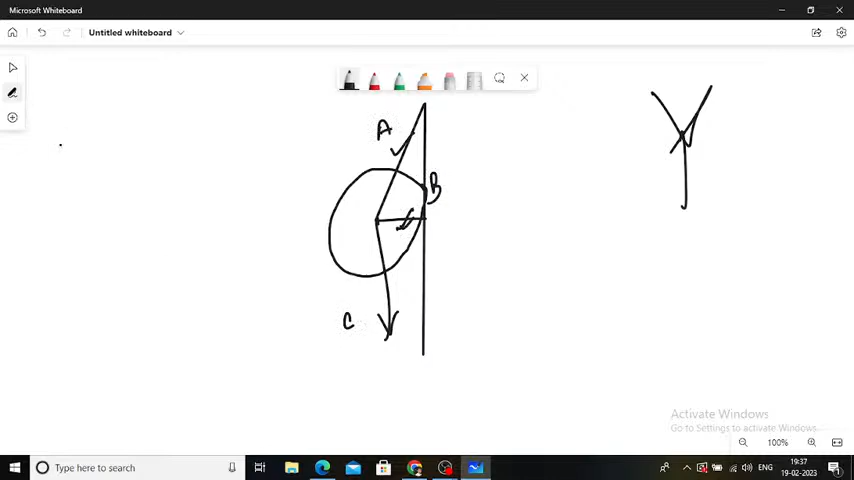 Microsoft Whiteboard
Untitled whiteboard
A
B
C
Activate Windows
Go to Settings to activate Windows.
100%
Type here to search
ENG
19:37
19-02-2023